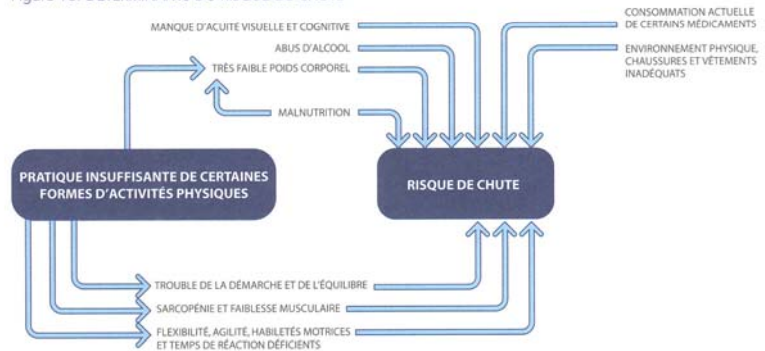 MANQUE D'ACUITÉ VISUELLE ET COGNITIVE
ABUS D'ALCOOL
TRÈS FAIBLE POIDS CORPOREL
MALNUTRITION
CONSOMMATION ACTUELLE
DE CERTAINS MÉDICAMENTS
ENVIRONNEMENT PHYSIQUE,
CHAUSSURES ET VÊTEMENTS
INADÉQUATS
PRATIQUE INSUFFISANTE DE CERTAINES
FORMES D'ACTIVITÉS PHYSIQUES
RISQUE DE CHUTE
TROUBLE DE LA DÉMARCHE ET DE L'ÉQUILIBRE
SARCOPÉNIE ET FAIBLESSE MUSCULAIRE
FLEXIBILITÉ, AGILITÉ, HABILETÉS MOTRICES
ET TEMPS DE RÉACTION DÉFICIENTS